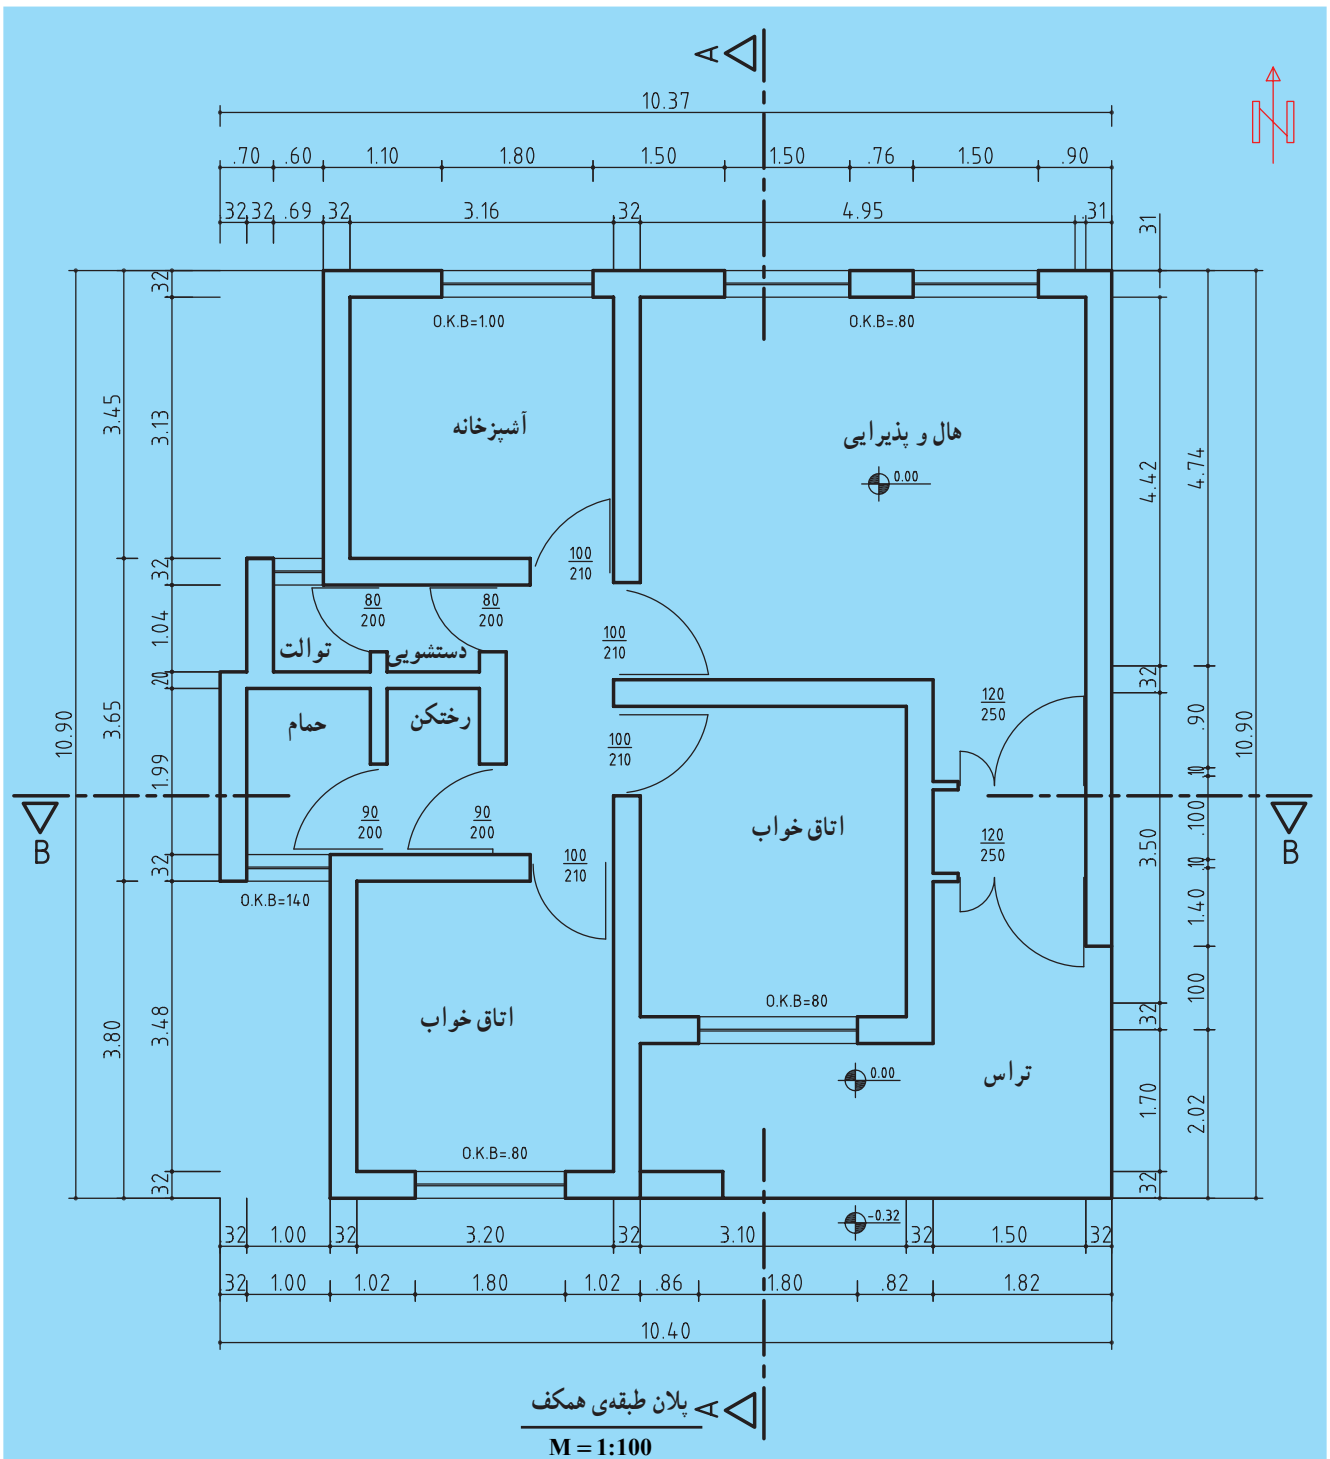 A
10.37
.70 .60 1.10 1.80 1.50 1.50 .76 1.50 .90
32 32 .69 32 3.16 32 4.95 .31
31
32
O.K.B=1.00
O.K.B=.80
3.45
3.13
آشپزخانه
هال و پذیرایی
0.00
4.42
4.74
32
100
210
80
200
80
200
1.04
توالت
دستشویی
100
210
20
32
120
250
.90
حمام
رختکن
10.90
3.65
100
210
10.90
1.99
10
B
90
200
90
200
اتاق خواب
120
250
.100
3.50
B
32
100
210
.10
O.K.B=140
1.40
O.K.B=80
100
اتاق خواب
32
3.80
3.48
0.00
تراس
1.70
2.02
O.K.B=.80
32
32
-0.32
32 1.00 32 3.20 32 3.10 32 1.50 32
32 1.00 1.02 1.80 1.02 .86 1.80 .82 1.82
10.40
پلان طبقه‌ی همکف
A
M = 1:100